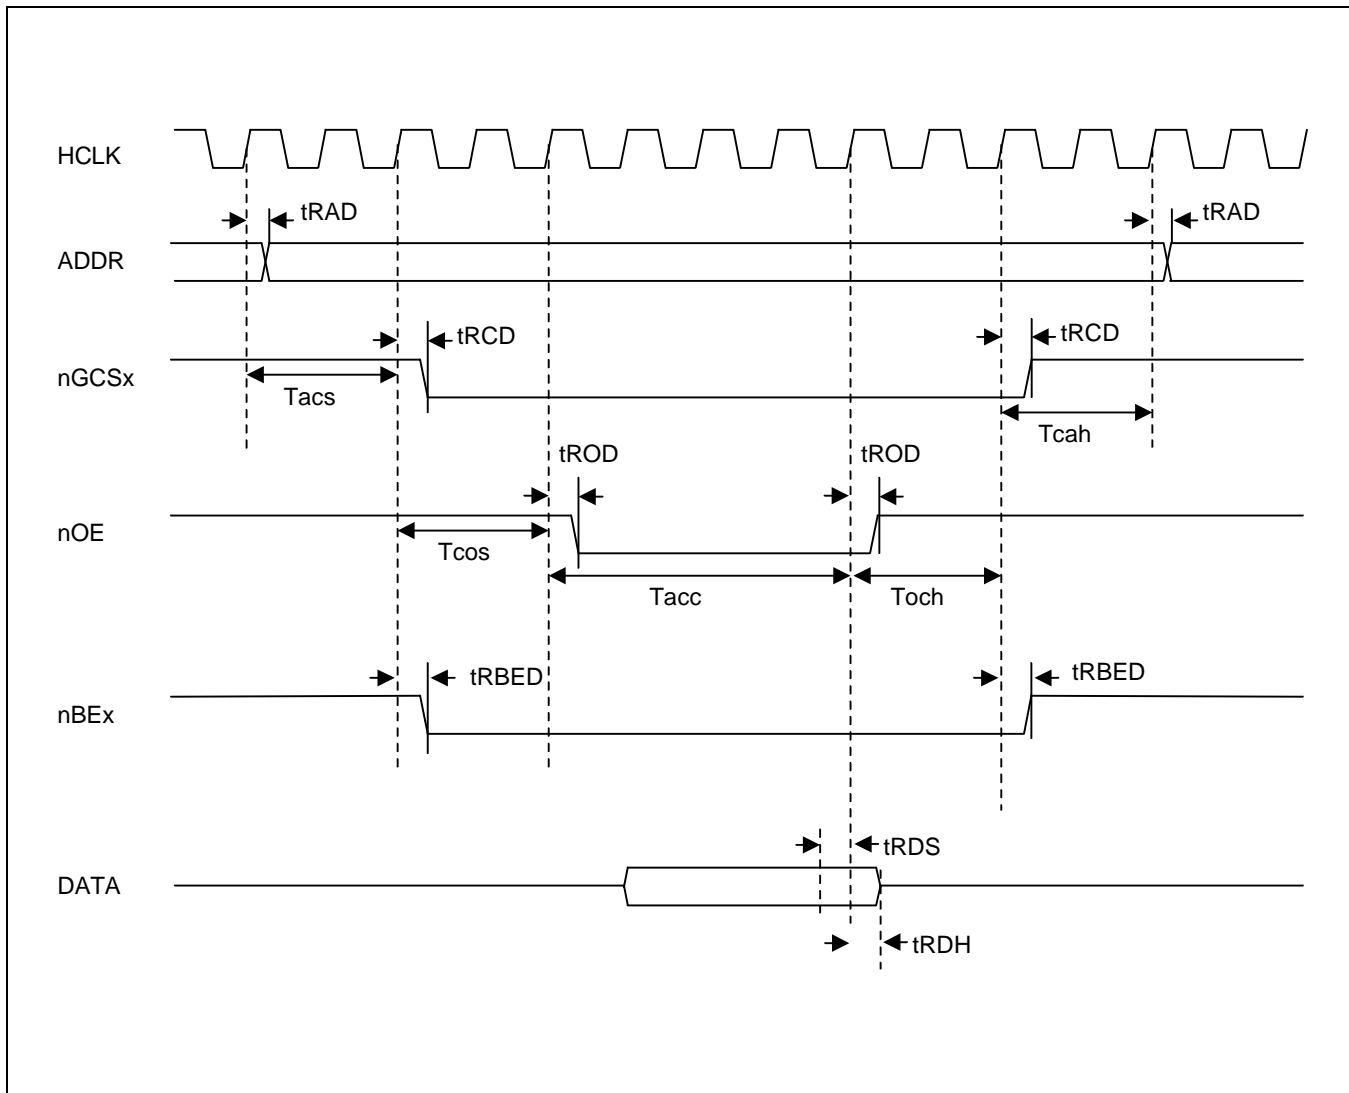 HCLK
tRAD
tRAD
ADDR
tRCD
tRCD
nGCSx
Tacs
Tcah
tROD
tROD
nOE
Tcos
Tacc
Toch
tRBED
tRBED
nBEx
tRDS
DATA
tRDH